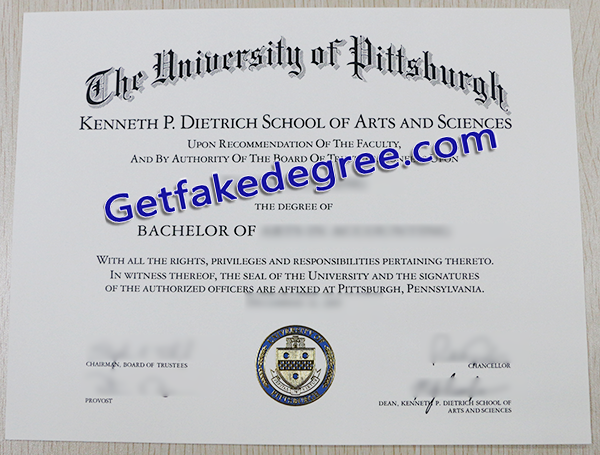 The University of Pittsburgh
KENNETH P. DIETRICH SCHOOL OF ARTS AND SCIENCES
UPON RECOMMENDATION OF THE FACULTY,
AND BY AUTHORITY OF THE BOARD OF
Getfakedegree.com
THE DEGREE OF
BACHELOR OF
WITH ALL THE RIGHTS, PRIVILEGES AND RESPONSIBILITIES PERTAINING THERETO.
IN WITNESS THEREOF, THE SEAL OF THE UNIVERSITY AND THE SIGNATURES
OF THE AUTHORIZED OFFICERS ARE AFFIXED AT PITTSBURGH, PENNSYLVANIA.
CHAIRMAN, BOARD OF TRUSTEES
CHANCELLOR
PROVOST
DEAN, KENNETH P. DIETRICH SCHOOL OF
ARTS AND SCIENCES